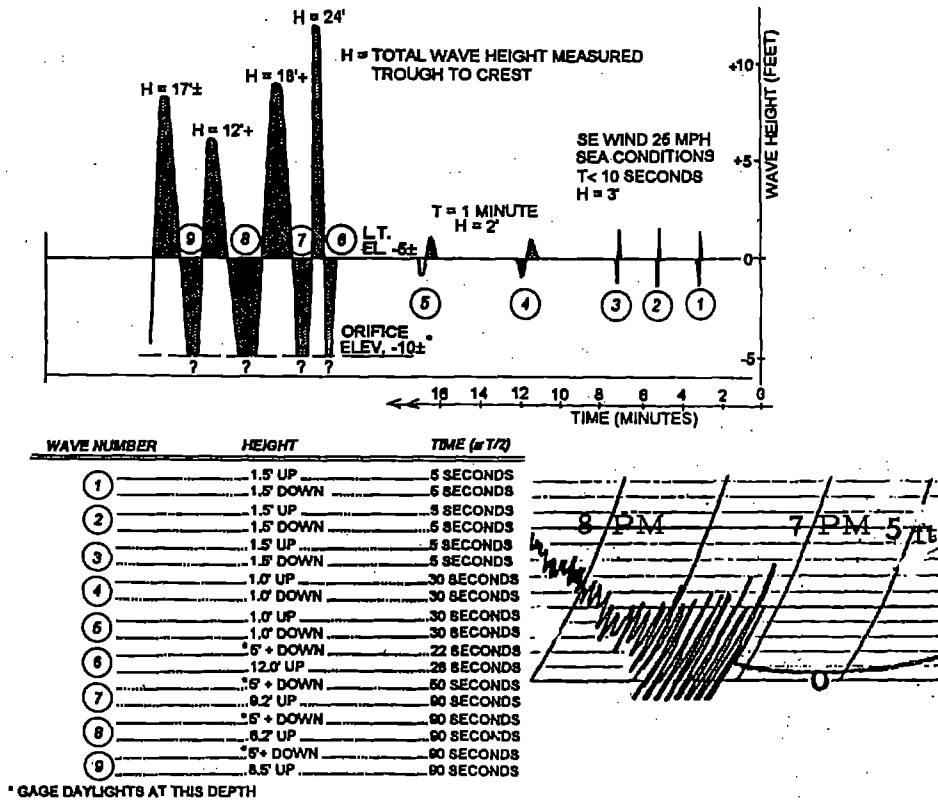 H = 24'
H = TOTAL WAVE HEIGHT MEASURED
TROUGH TO CREST
H = 18'+
H = 17'±
H = 12'+
+10
WAVE HEIGHT (FEET)
SE WIND 25 MPH
SEA CONDITIONS
T< 10 SECONDS
H = 3'
+5
T = 1 MINUTE
H = 2'
9 8 7 6
L.T.
EL. -5±
0
5 4 3 2 1
ORIFICE
ELEV, -10±*
-5
? ? ? ?
16 14 12 10 8 6 4 2 0
TIME (MINUTES)
WAVE NUMBER HEIGHT TIME (≅ T/2)
1 1.5' UP 5 SECONDS
1.5' DOWN 5 SECONDS
2 1.5' UP 5 SECONDS
1.5' DOWN 5 SECONDS
3 1.5' UP 5 SECONDS
1.5' DOWN 5 SECONDS
4 1.0' UP 30 SECONDS
1.0' DOWN 30 SECONDS
5 1.0' UP 30 SECONDS
1.0' DOWN 30 SECONDS
6 *5' + DOWN 22 SECONDS
12.0' UP 26 SECONDS
7 *5' + DOWN 50 SECONDS
9.2' UP 90 SECONDS
8 *5' + DOWN 90 SECONDS
6.2' UP 90 SECONDS
9 *5' + DOWN 90 SECONDS
8.5' UP 90 SECONDS
* GAGE DAYLIGHTS AT THIS DEPTH
8 PM 7 PM 5 ft
0